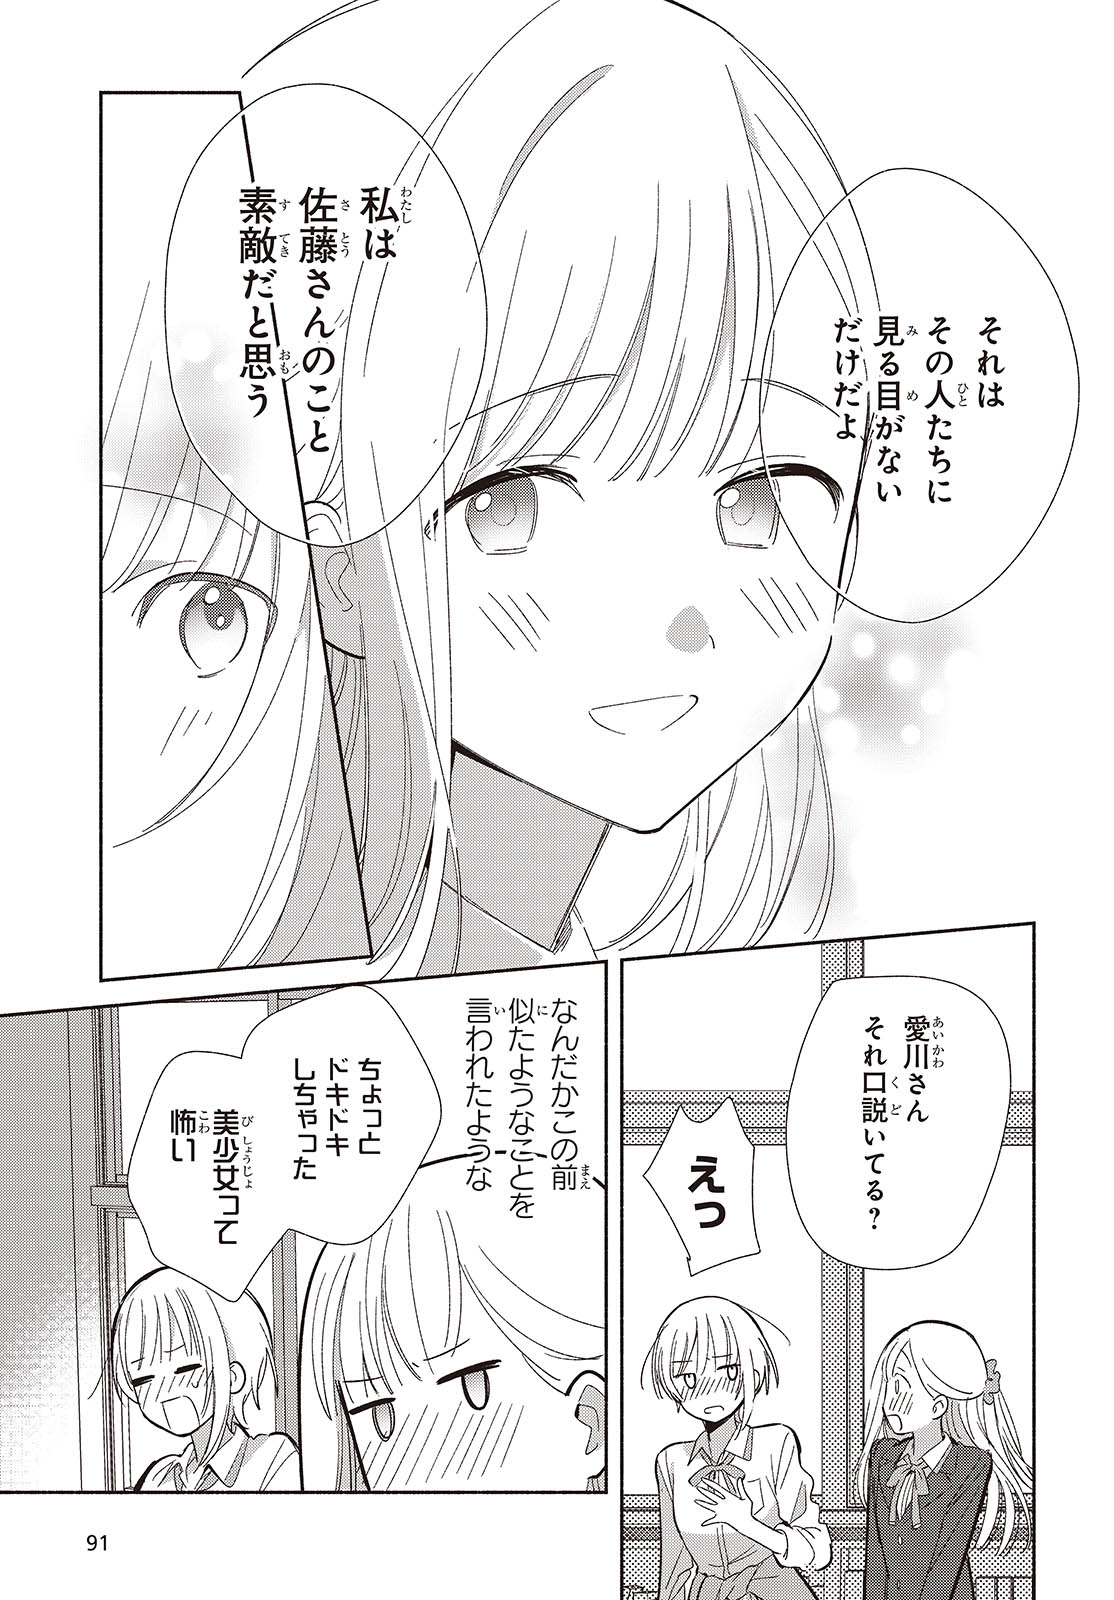 それは
その人たちに
見る目がない
だけだよ
私は
佐藤さんのこと
素敵だと思う
愛川さん
それ口説いてる?
えっ
なんだかこの前
似たようなことを
言われたような
ちょっと
ドキドキ
しちゃった
美少女って
怖い
91